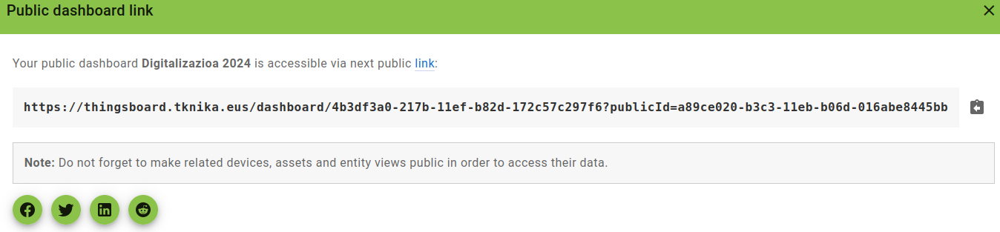 Public dashboard link
Your public dashboard Digitalizazioa 2024 is accessible via next public link:
https://thingsboard.tknika.eus/dashboard/4b3df3a0-217b-11ef-b82d-172c57c297f6?publicId=a89ce020-b3c3-11eb-b06d-016abe8445bb
Note: Do not forget to make related devices, assets and entity views public in order to access their data.